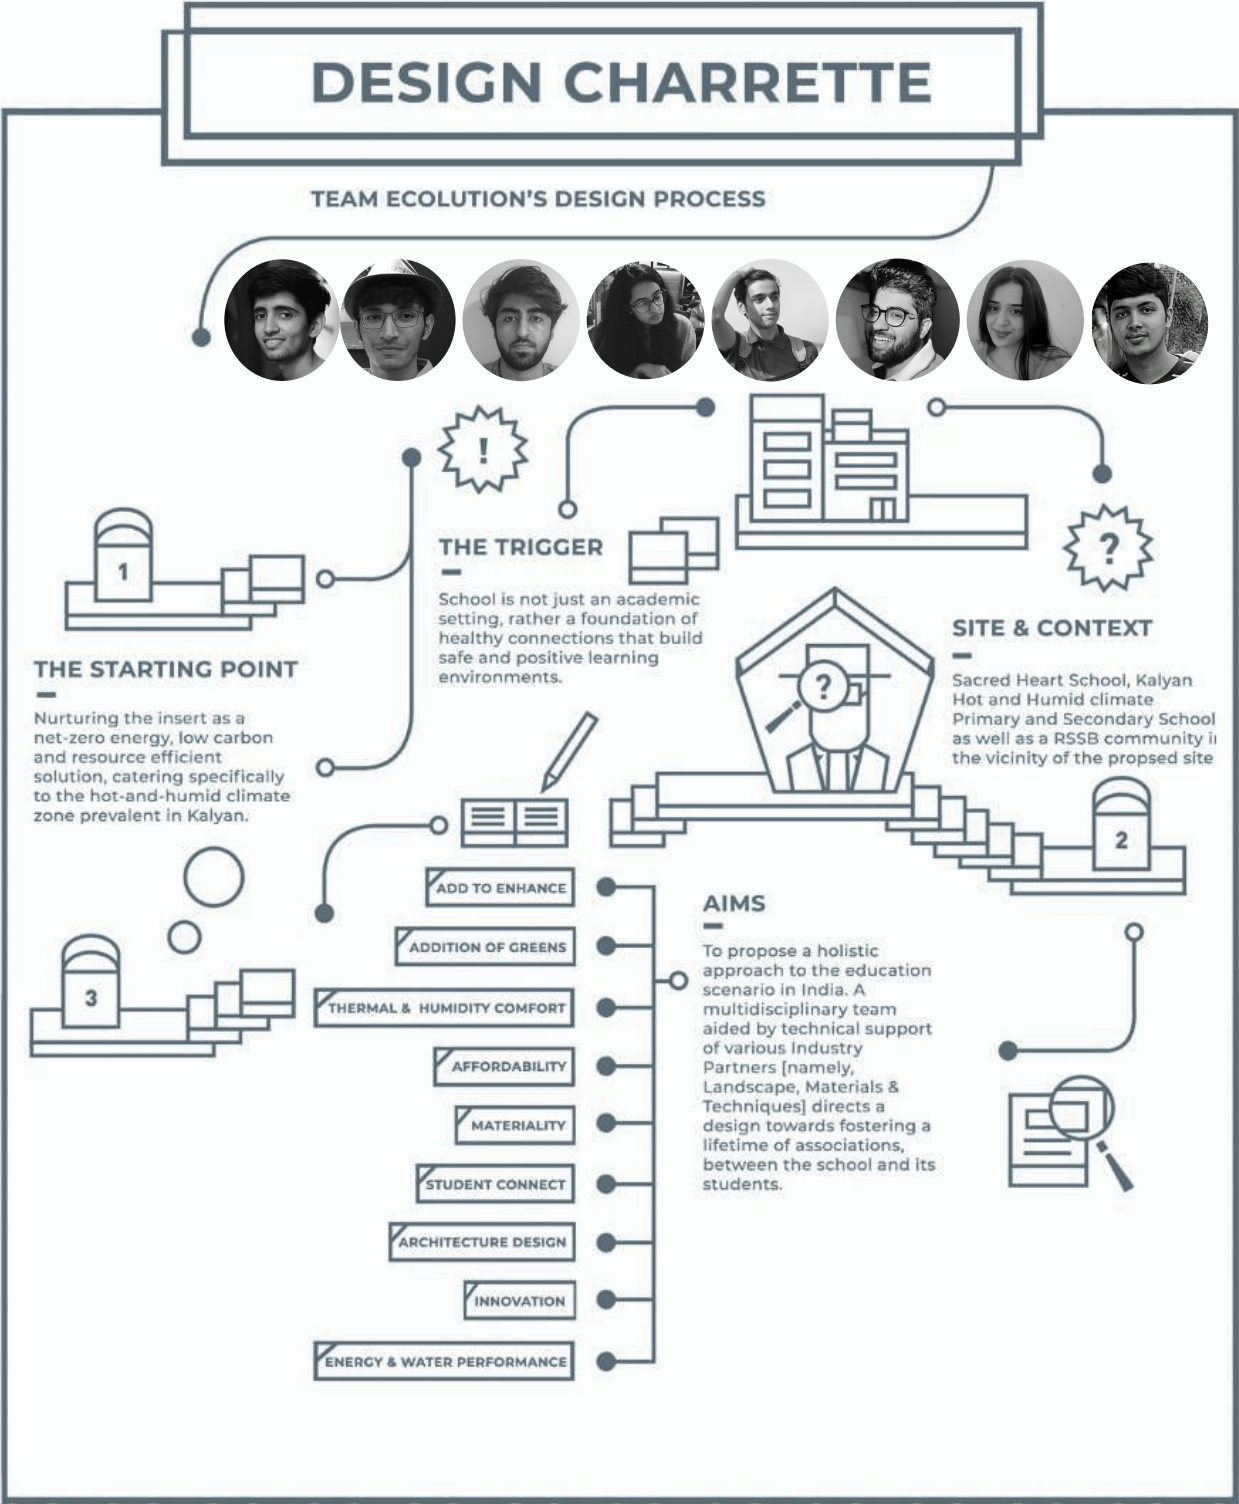 DESIGN CHARRETTE
TEAM ECOLUTION'S DESIGN PROCESS
!
1
THE STARTING POINT
Nurturing the insert as a
net-zero energy, low carbon
and resource efficient
solution, catering specifically
to the hot-and-humid climate
zone prevalent in Kalyan.
THE TRIGGER
School is not just an academic
setting, rather a foundation of
healthy connections that build
safe and positive learning
environments.
?
SITE & CONTEXT
Sacred Heart School, Kalyan
Hot and Humid climate
Primary and Secondary School
as well as a RSSB community
the vicinity of the propsed site
?
2
3
ADD TO ENHANCE
ADDITION OF GREENS
THERMAL & HUMIDITY COMFORT
AFFORDABILITY
MATERIALITY
STUDENT CONNECT
ARCHITECTURE DESIGN
INNOVATION
ENERGY & WATER PERFORMANCE
AIMS
To propose a holistic
approach to the education
scenario in India. A
multidisciplinary team
aided by technical support
of various Industry
Partners [namely,
Landscape, Materials &
Techniques] directs a
design towards fostering a
lifetime of associations,
between the school and its
students.